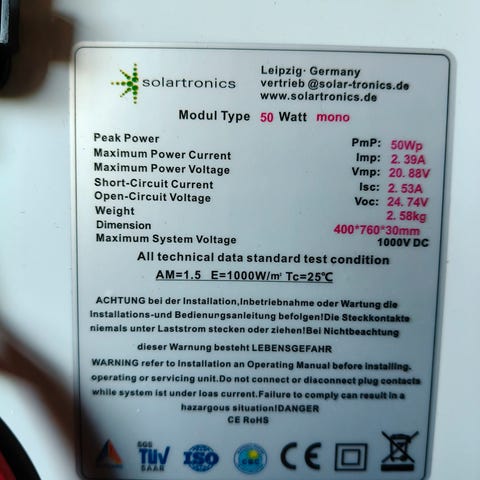 solartronics
Leipzig· Germany
vertrieb @solar-tronics.de
www.solartronics.de
Modul Type 50 Watt mono
Peak Power PmP: 50Wp
Maximum Power Current Imp: 2.39A
Maximum Power Voltage Vmp: 20.88V
Short-Circuit Current Isc: 2.53A
Open-Circuit Voltage Voc: 24.74V
Weight 2.58kg
Dimension 400*760*30mm
Maximum System Voltage 1000V DC
All technical data standard test condition
AM=1.5 E=1000W/㎡ Tc=25℃
ACHTUNG bei der Installation,Inbetriebnahme oder Wartung die
Installations-und Bedienungsanleitung befolgen!Die Steckkontakte
niemals unter Laststrom stecken oder ziehen!Bei Nichtbeachtung
dieser Warnung besteht LEBENSGEFAHR
WARNING refer to Installation an Operating Manual before installing.
operating or servicing unit.Do not connect or disconnect plug contacts
while system ist under loas current.Failure to comply can result in a
hazargous situation!DANGER
CE RoHS
SGS
TÜV
SAAR
ISO
CQC
CE